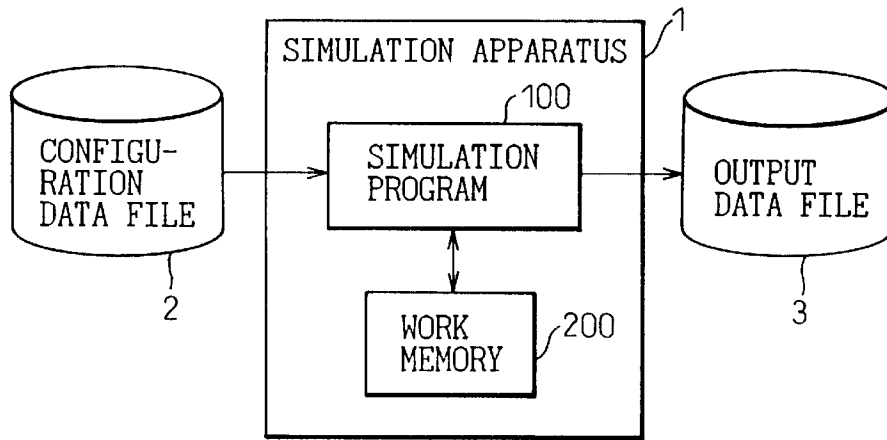 SIMULATION APPARATUS
1
100
CONFIGU-
RATION
DATA FILE
2
SIMULATION
PROGRAM
OUTPUT
DATA FILE
3
WORK
MEMORY
200